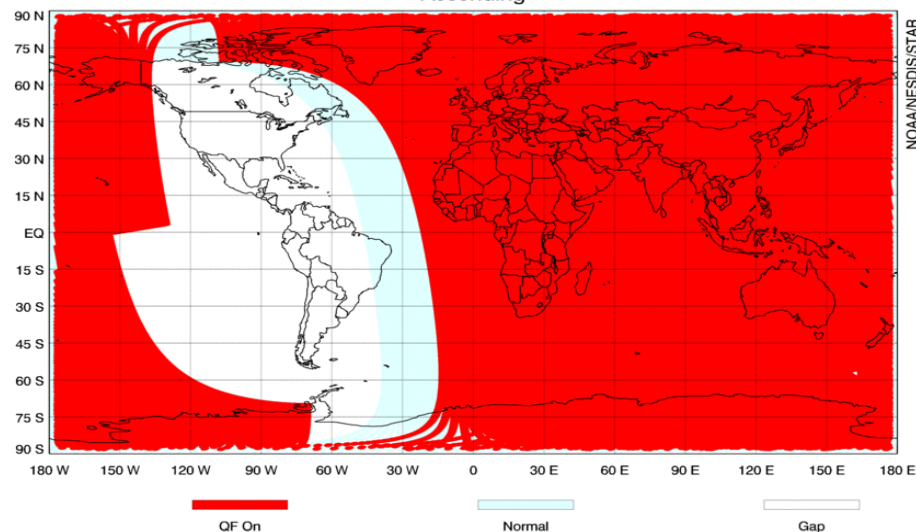 Ascending
90 N
75 N
60 N
45 N
30 N
15 N
EQ
15 S
30 S
45 S
60 S
75 S
90 S
180 W 150 W 120 W 90 W 60 W 30 W 0 30 E 60 E 90 E 120 E 150 E 180 E
NOAA/NESDIS/STAR
QF On Normal Gap